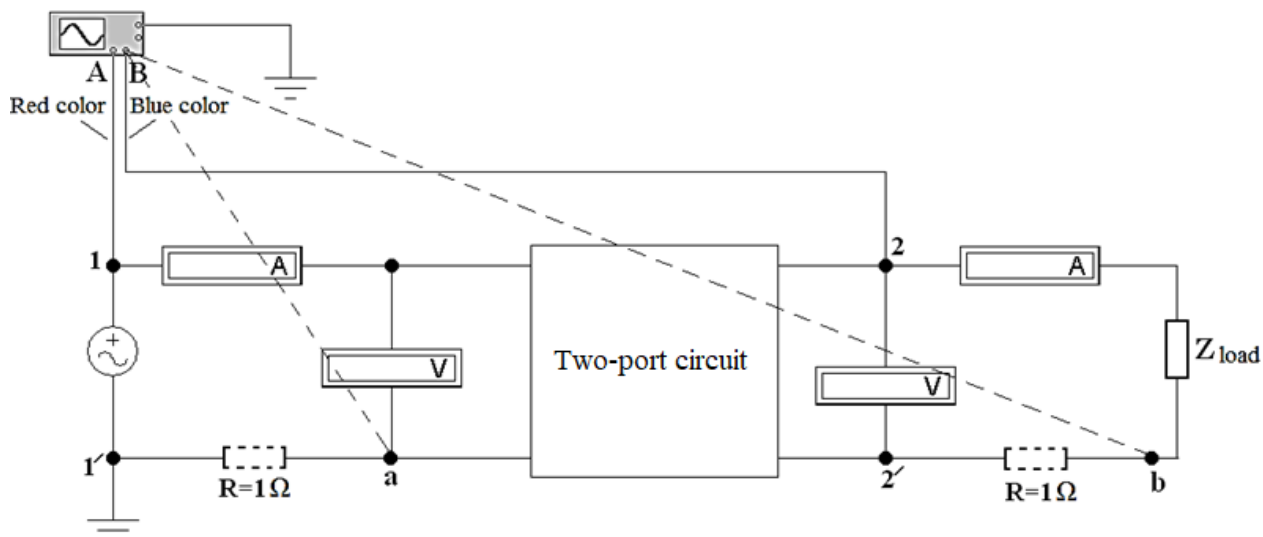 A B
Red color Blue color
1 A 2 A
V Two-port circuit V Z load
1′ R=1Ω a 2′ R=1Ω b